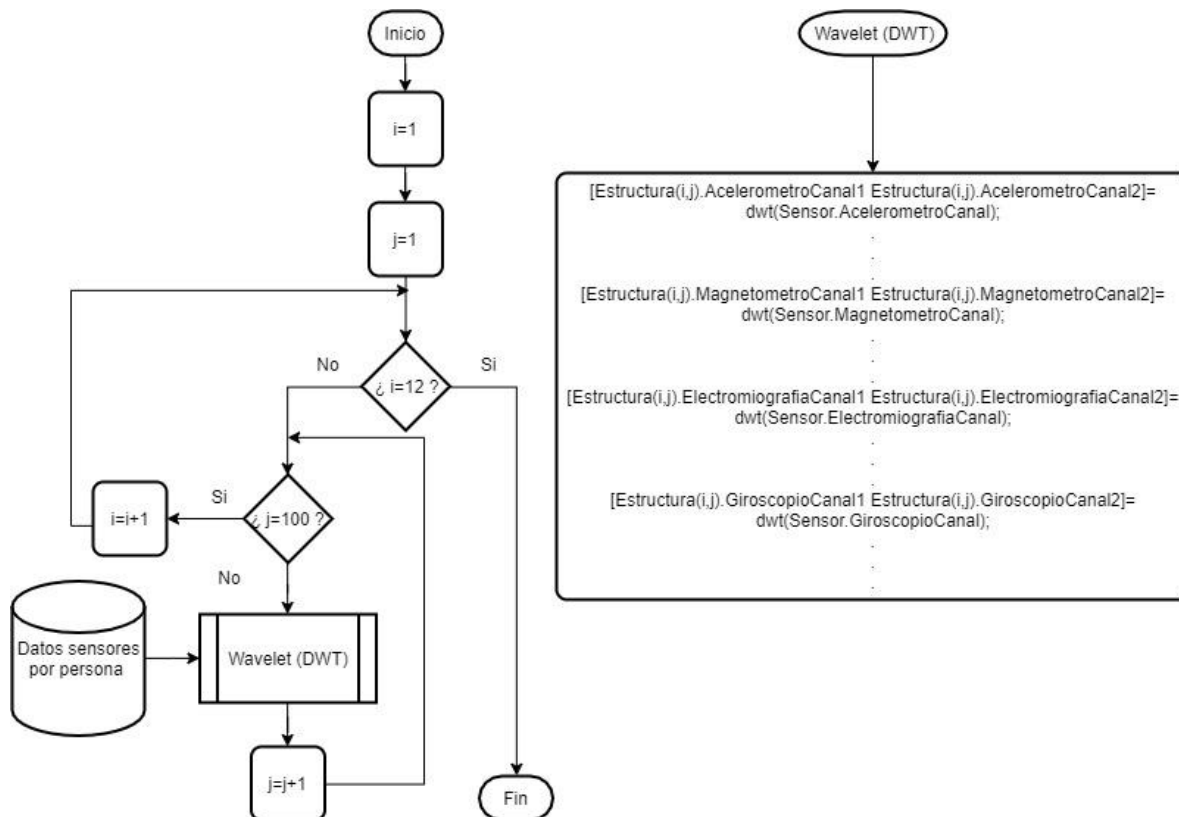 Inicio
i=1
j=1
No
¿ i=12 ?
Si
Si
i=i+1
¿ j=100 ?
No
Datos sensores
por persona
Wavelet (DWT)
j=j+1
Fin
Wavelet (DWT)
[Estructura(i,j).AcelerometroCanal1 Estructura(i,j).AcelerometroCanal2]=
dwt(Sensor.AcelerometroCanal);
.
.
.
[Estructura(i,j).MagnetometroCanal1 Estructura(i,j).MagnetometroCanal2]=
dwt(Sensor.MagnetometroCanal);
.
.
.
[Estructura(i,j).ElectromiografiaCanal1 Estructura(i,j).ElectromiografiaCanal2]=
dwt(Sensor.ElectromiografiaCanal);
.
.
.
[Estructura(i,j).GiroscopioCanal1 Estructura(i,j).GiroscopioCanal2]=
dwt(Sensor.GiroscopioCanal);
.
.
.